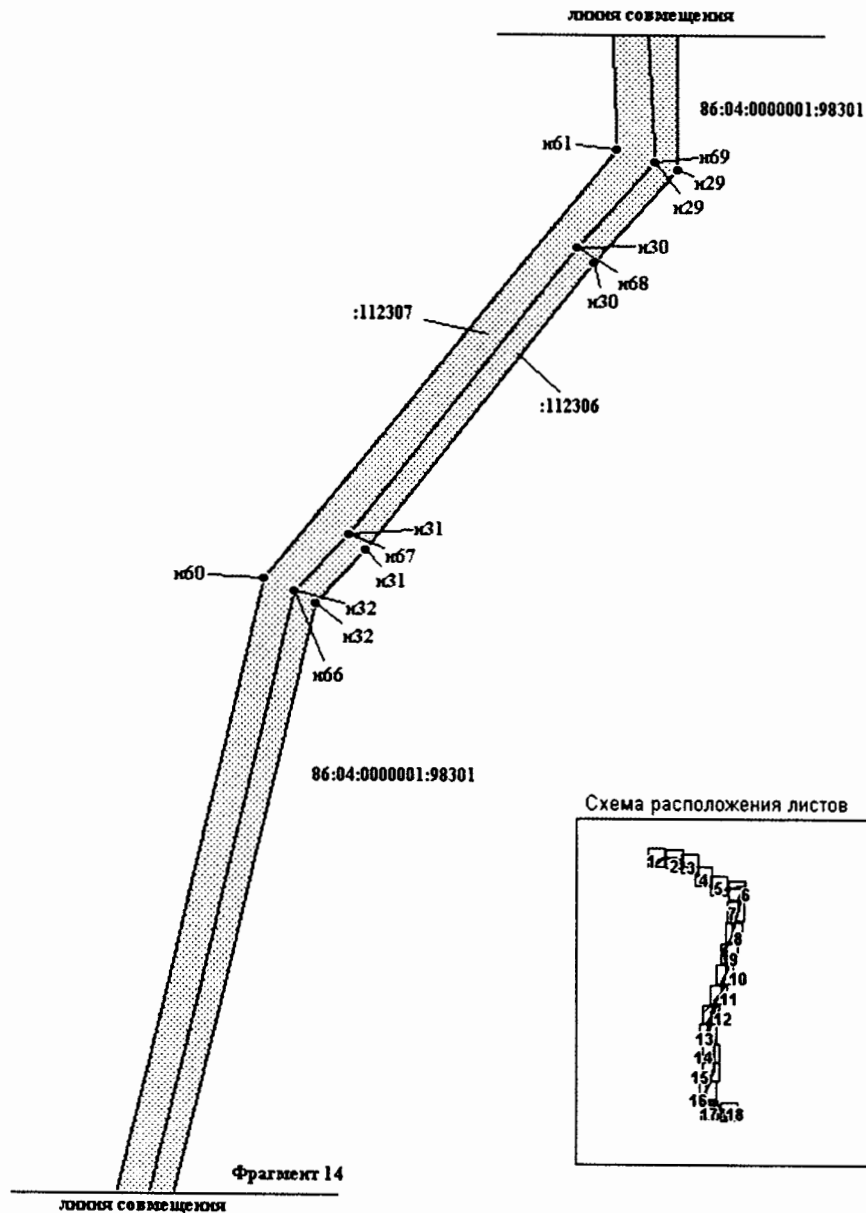 линия совмещения
86:04:0000001:98301
н61
н69
н29
н29
н30
н68
н30
:112307
:112306
н31
н67
н31
н60
н32
н32
н66
86:04:0000001:98301
Схема расположения листов
1
2
3
4
5
6
7
8
9
10
11
12
13
14
15
16
17
18
Фрагмент 14
линия совмещения